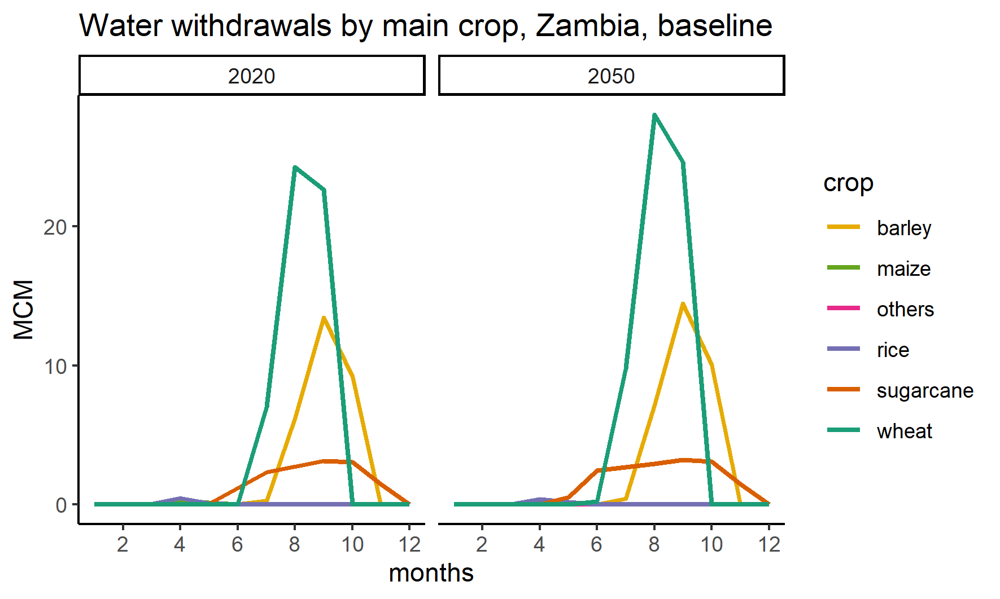 Water withdrawals by main crop, Zambia, baseline
2020
2050
MCM
20
10
0
2 4 6 8 10 12
2 4 6 8 10 12
months
crop
barley
maize
others
rice
sugarcane
wheat